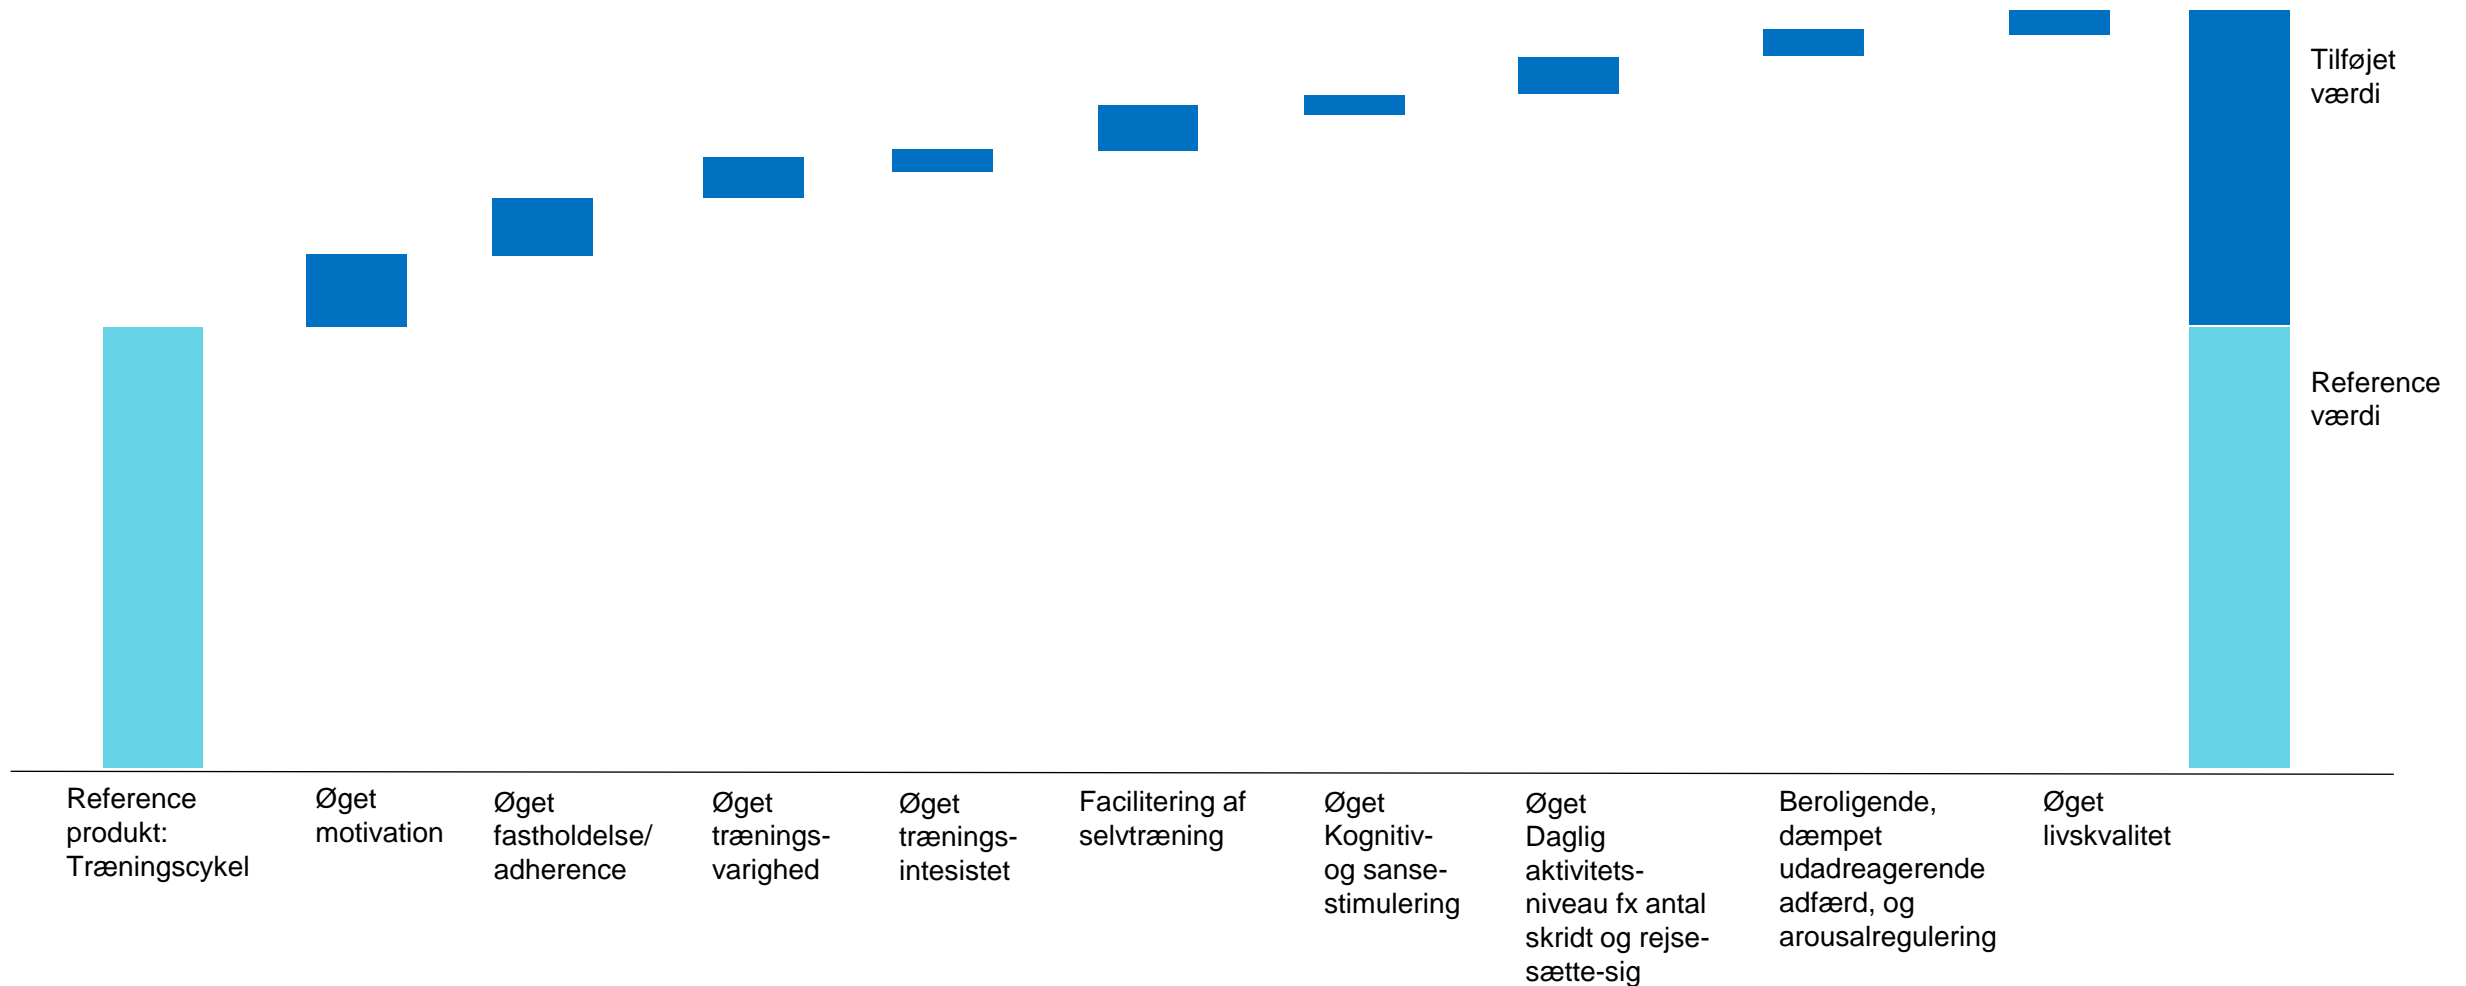 Tilføjet
værdi
Reference
værdi
Reference
produkt:
Træningscykel
Øget
motivation
Øget
fastholdelse/
adherence
Øget
trænings-
varighed
Øget
trænings-
intesistet
Facilitering af
selvtræning
Øget
Kognitiv-
og sanse-
stimulering
Øget
Daglig
aktivitets-
niveau fx antal
skridt og rejse-
sætte-sig
Beroligende,
dæmpet
udadreagerende
adfærd, og
arousalregulering
Øget
livskvalitet